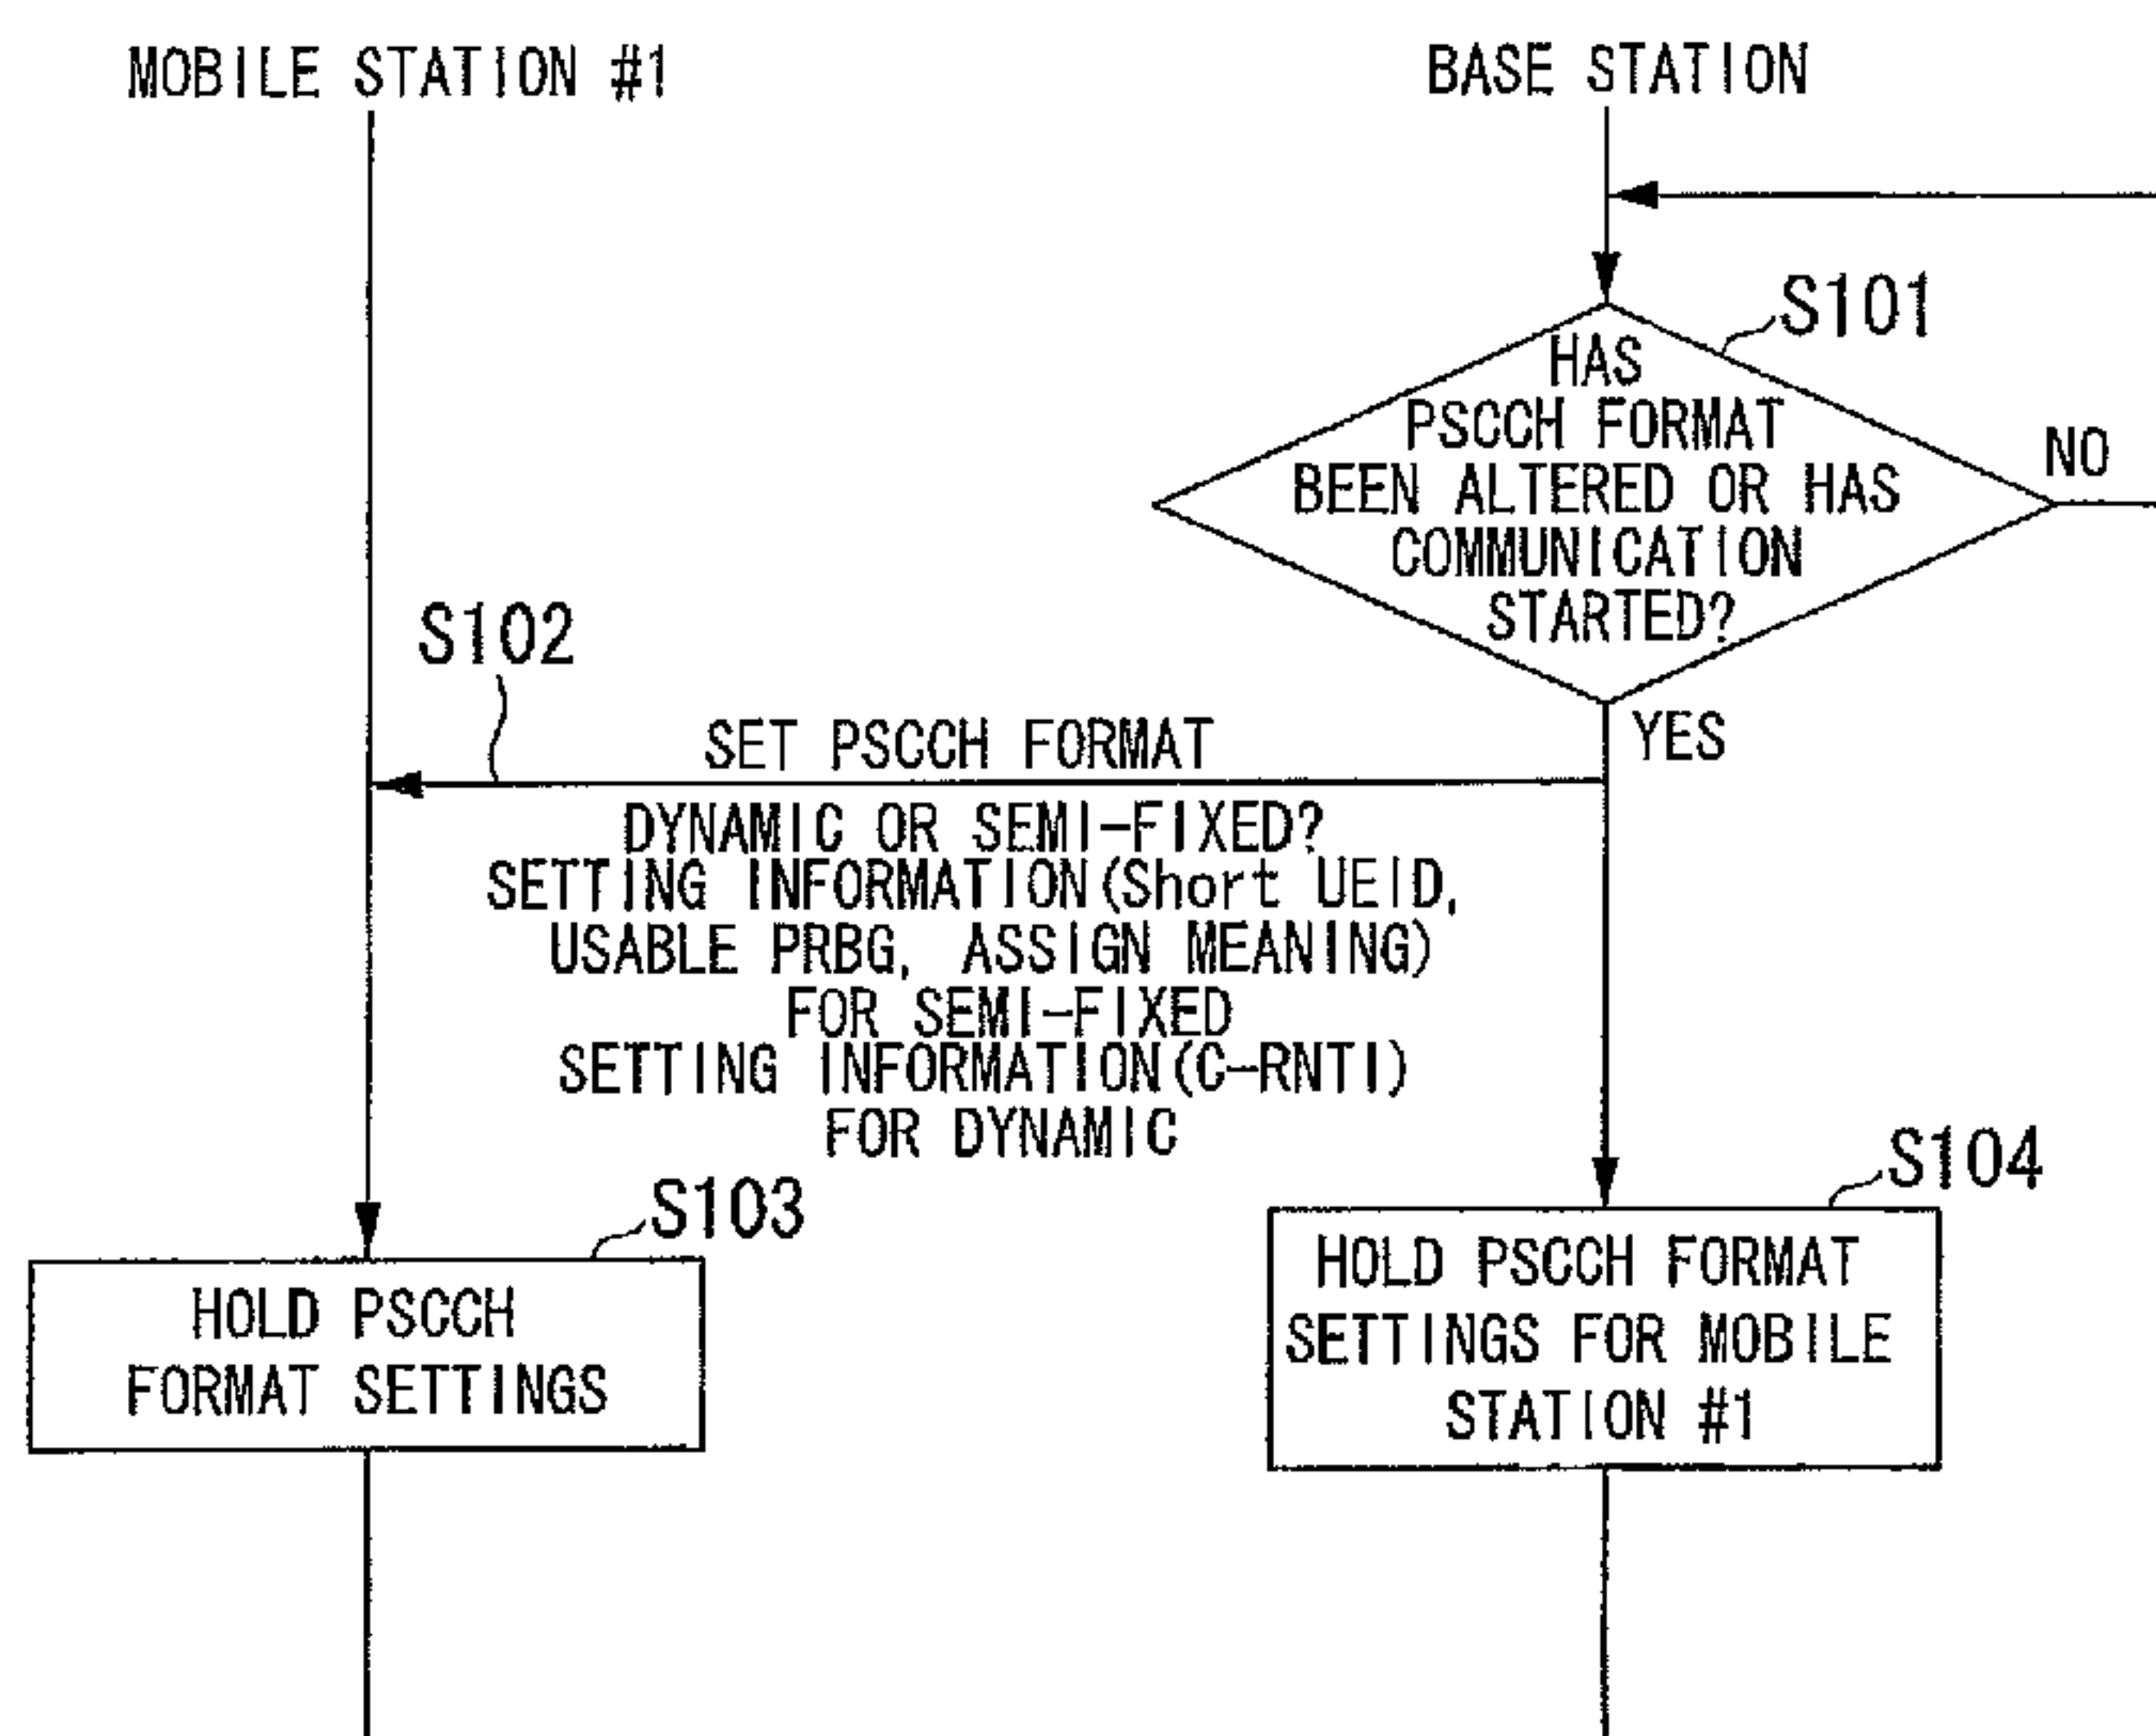 MOBILE STATION #1
BASE STATION
S101
HAS
PSCCH FORMAT
BEEN ALTERED OR HAS
COMMUNICATION
STARTED?
NO
YES
S102
SET PSCCH FORMAT
DYNAMIC OR SEMI-FIXED?
SETTING INFORMATION(Short UEID,
USABLE PRBG, ASSIGN MEANING)
FOR SEMI-FIXED
SETTING INFORMATION(C-RNTI)
FOR DYNAMIC
S103
HOLD PSCCH
FORMAT SETTINGS
S104
HOLD PSCCH FORMAT
SETTINGS FOR MOBILE
STATION #1